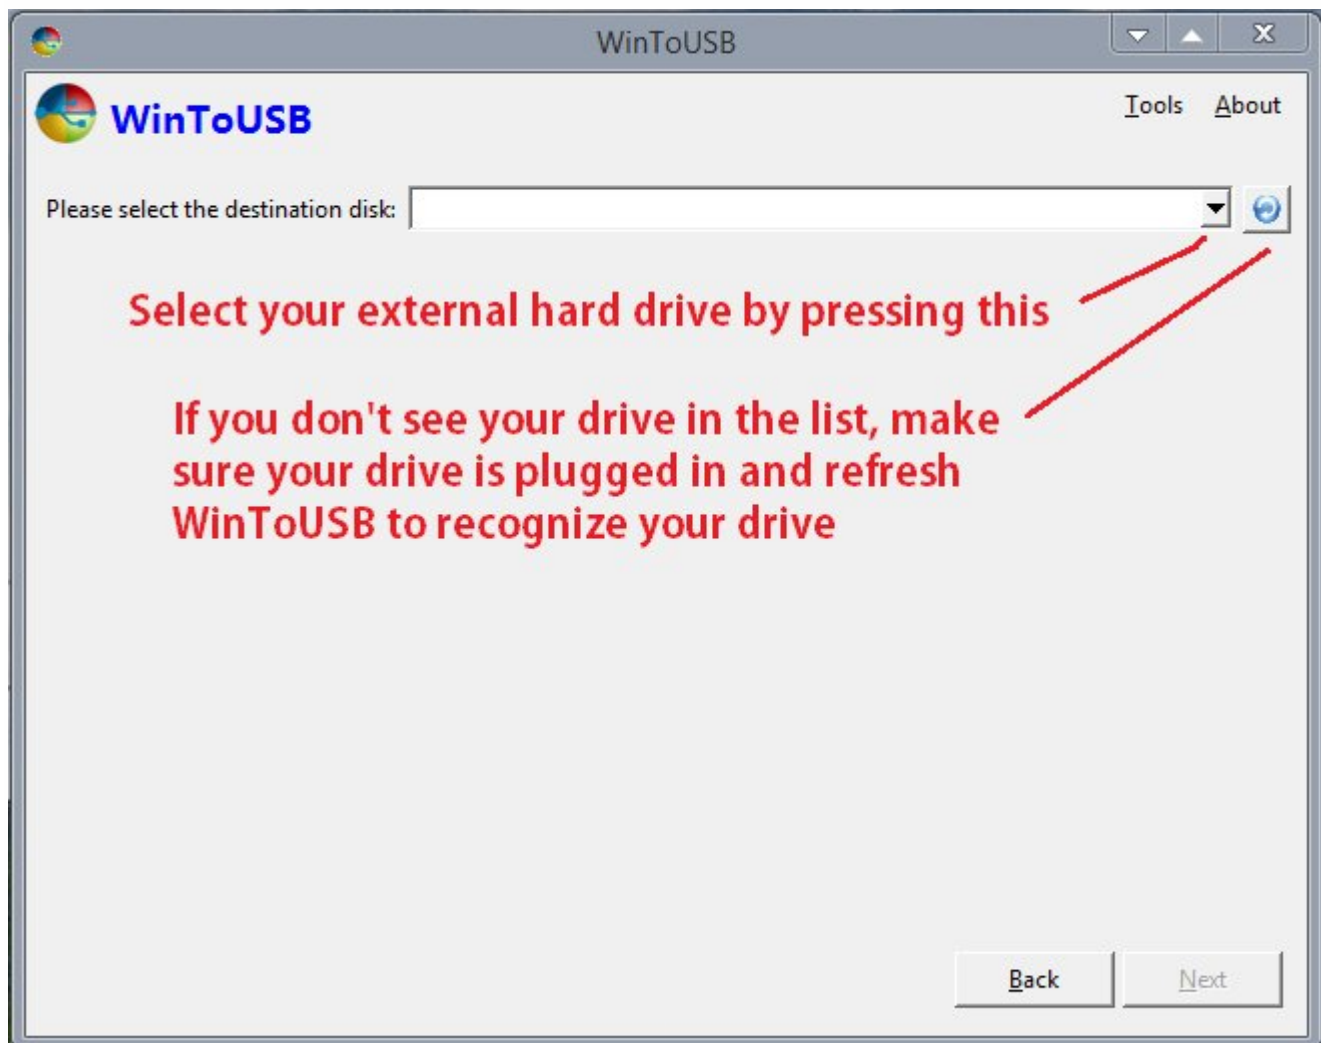 WinToUSB
WinToUSB
Tools About
Please select the destination disk:
Select your external hard drive by pressing this
If you don't see your drive in the list, make
sure your drive is plugged in and refresh
WinToUSB to recognize your drive
Back Next